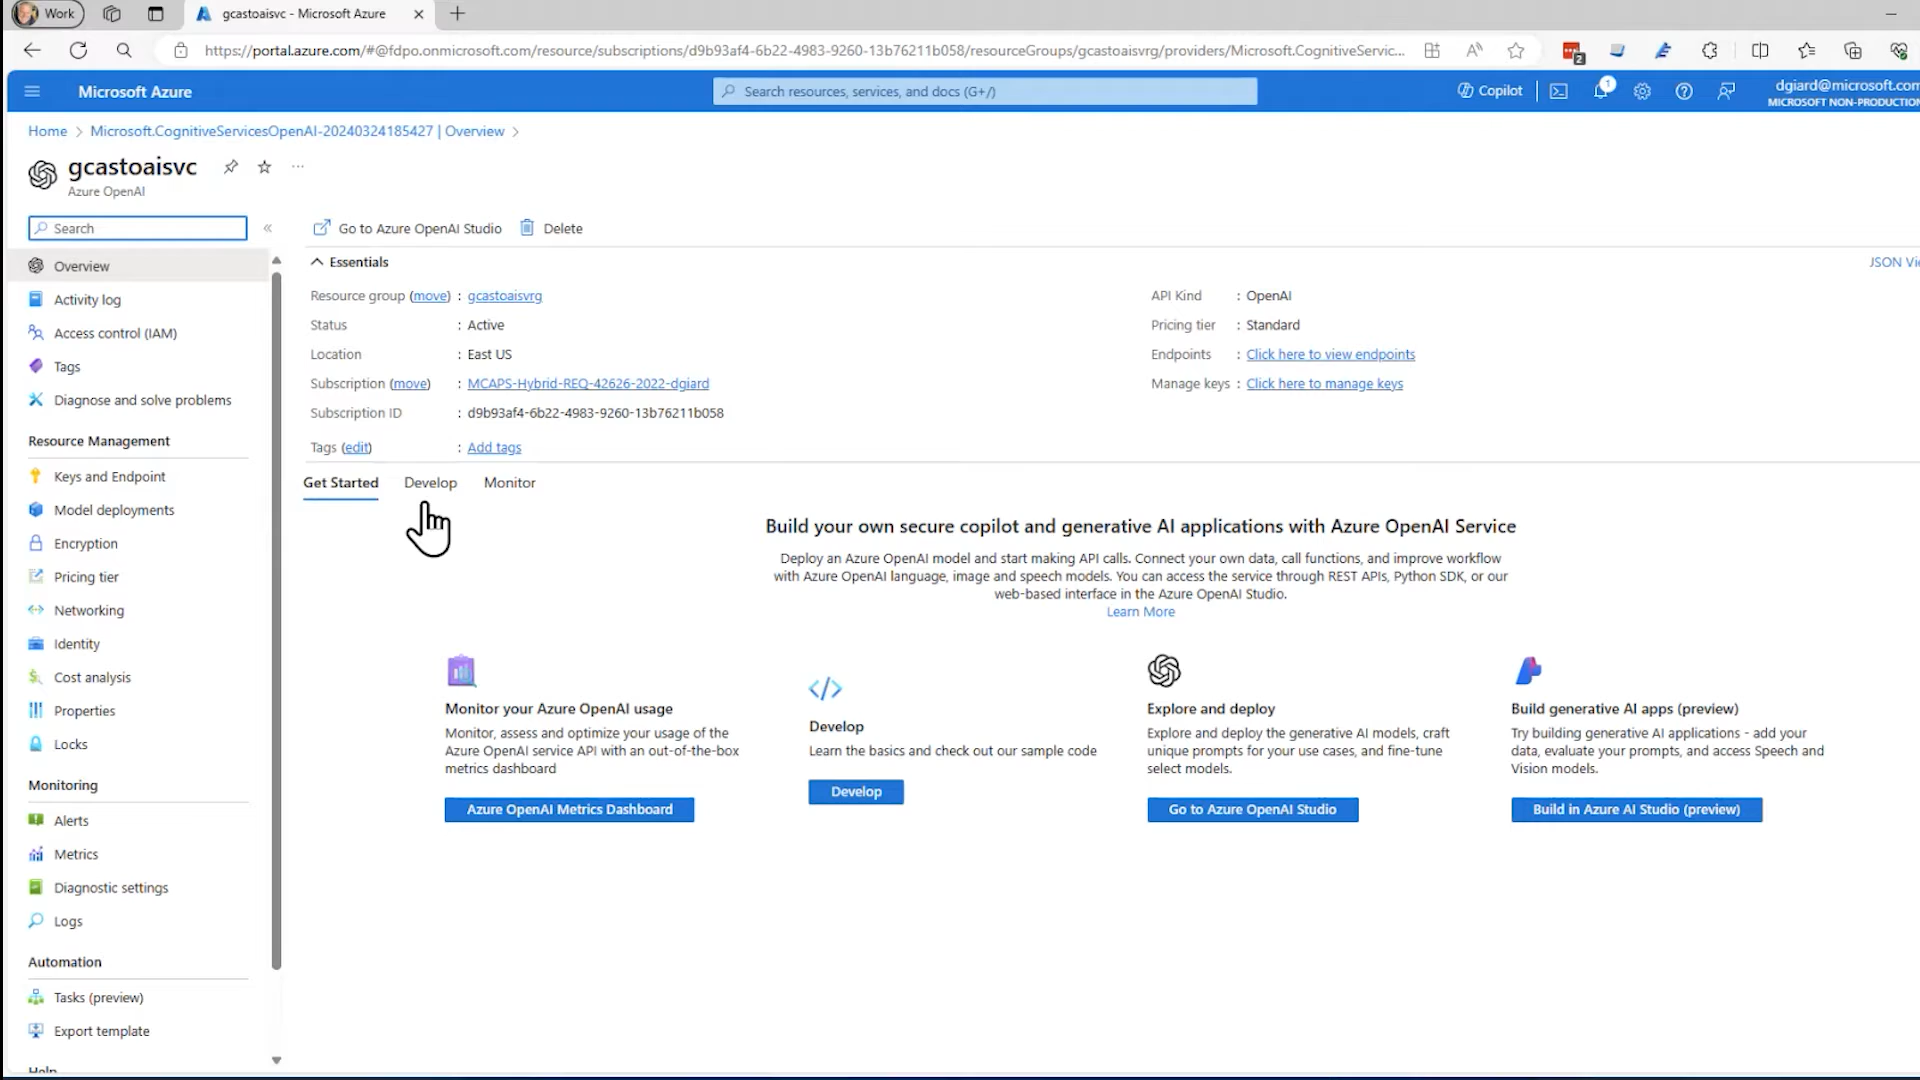 Work
gcastoaisvc - Microsoft Azure
https://portal.azure.com/#@fdpo.onmicrosoft.com/resource/subscriptions/d9b93af4-6b22-4983-9260-13b76211b058/resourceGroups/gcastoaisvrg/providers/Microsoft.CognitiveServic...
2
Microsoft Azure
Search resources, services, and docs (G+/)
Copilot
1
dgiard@microsoft.com
MICROSOFT NON-PRODUCTION
Home > Microsoft.CognitiveServicesOpenAI-20240324185427 | Overview >
gcastoaisvc
Azure OpenAI
Search
Overview
Activity log
Access control (IAM)
Tags
Diagnose and solve problems
Resource Management
Keys and Endpoint
Model deployments
Encryption
Pricing tier
Networking
Identity
Cost analysis
Properties
Locks
Monitoring
Alerts
Metrics
Diagnostic settings
Logs
Automation
Tasks (preview)
Export template
Help
Go to Azure OpenAI Studio
Delete
Essentials
JSON Vie
Resource group (move) : gcastoaisvrg
Status : Active
Location : East US
Subscription (move) : MCAPS-Hybrid-REQ-42626-2022-dgiard
Subscription ID : d9b93af4-6b22-4983-9260-13b76211b058
Tags (edit) : Add tags
API Kind : OpenAI
Pricing tier : Standard
Endpoints : Click here to view endpoints
Manage keys : Click here to manage keys
Get Started Develop Monitor
Build your own secure copilot and generative AI applications with Azure OpenAI Service
Deploy an Azure OpenAI model and start making API calls. Connect your own data, call functions, and improve workflow
with Azure OpenAI language, image and speech models. You can access the service through REST APIs, Python SDK, or our
web-based interface in the Azure OpenAI Studio.
Learn More
Monitor your Azure OpenAI usage
Monitor, assess and optimize your usage of the
Azure OpenAI service API with an out-of-the-box
metrics dashboard
Azure OpenAI Metrics Dashboard
Develop
Learn the basics and check out our sample code
Develop
Explore and deploy
Explore and deploy the generative AI models, craft
unique prompts for your use cases, and fine-tune
select models.
Go to Azure OpenAI Studio
Build generative AI apps (preview)
Try building generative AI applications - add your
data, evaluate your prompts, and access Speech and
Vision models.
Build in Azure AI Studio (preview)